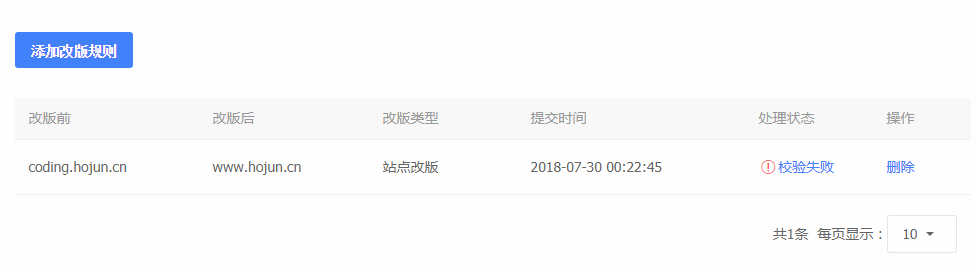 添加改版规则
改版前 改版后 改版类型 提交时间 处理状态 操作
coding.hojun.cn www.hojun.cn 站点改版 2018-07-30 00:22:45 校验失败 删除
共1条 每页显示： 10